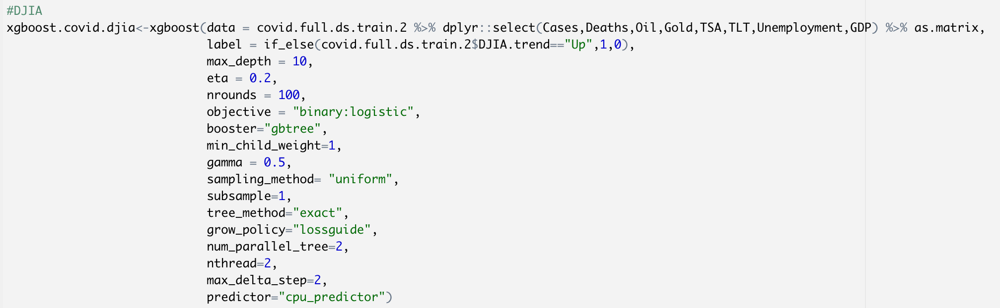 #DJIA
xgboost.covid.djia<-xgboost(data = covid.full.ds.train.2 %>% dplyr::select(Cases,Deaths,Oil,Gold,TSA,TLT,Unemployment,GDP) %>% as.matrix,
label = if_else(covid.full.ds.train.2$DJIA.trend=="Up",1,0),
max_depth = 10,
eta = 0.2,
nrounds = 100,
objective = "binary:logistic",
booster="gbtree",
min_child_weight=1,
gamma = 0.5,
sampling_method= "uniform",
subsample=1,
tree_method="exact",
grow_policy="lossguide",
num_parallel_tree=2,
nthread=2,
max_delta_step=2,
predictor="cpu_predictor")